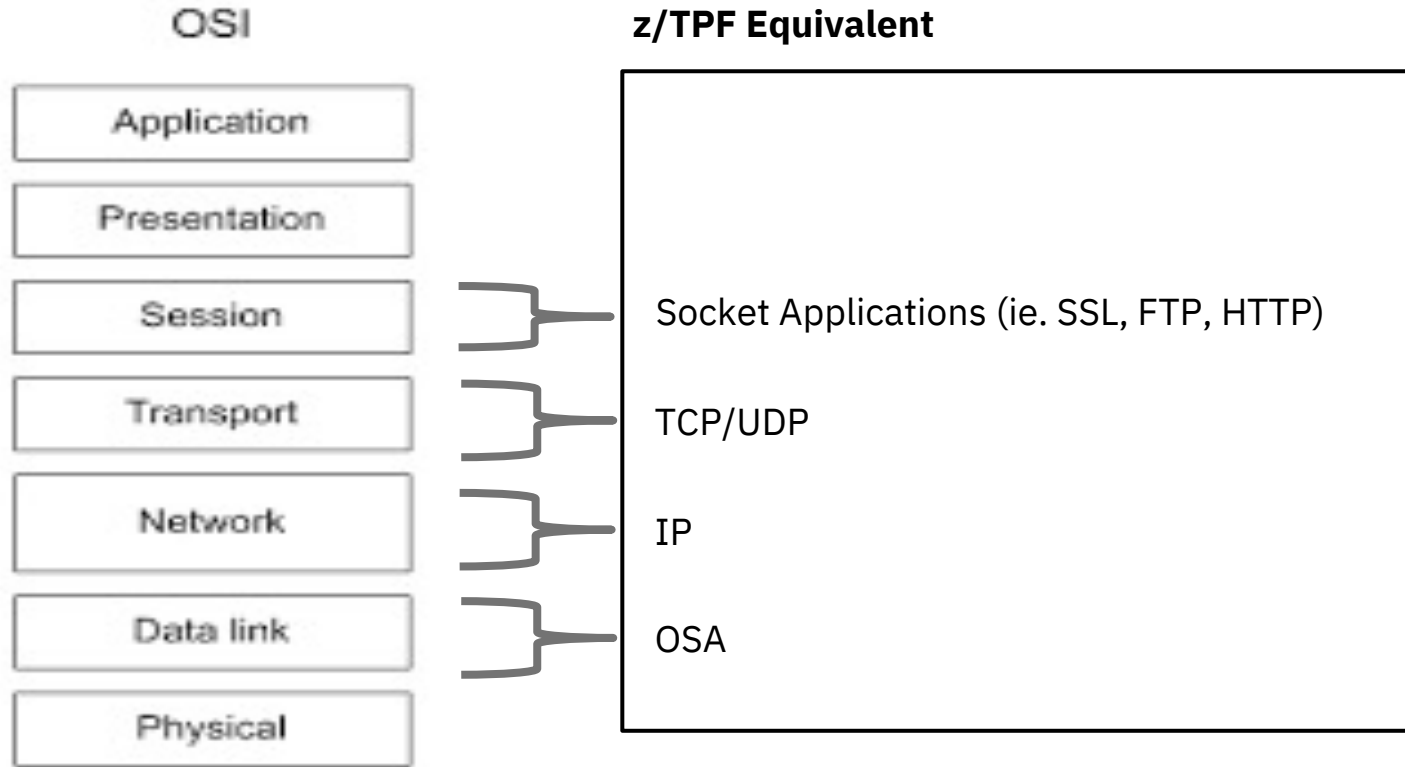 OSI
z/TPF Equivalent
Application
Presentation
Session
Socket Applications (ie. SSL, FTP, HTTP)
Transport
TCP/UDP
Network
IP
Data link
OSA
Physical